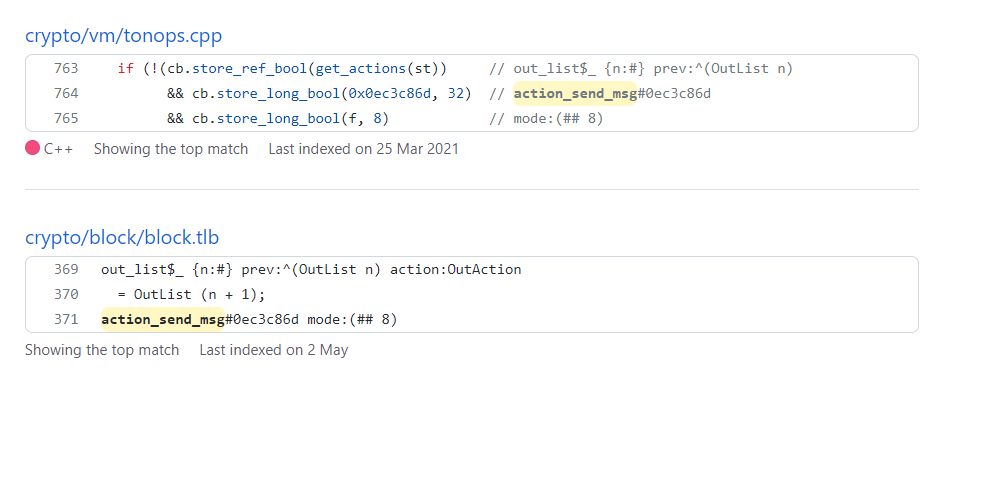 crypto/vm/tonops.cpp
763 if (!(cb.store_ref_bool(get_actions(st)) // out_list$_ {n:#} prev:^(OutList n)
764 && cb.store_long_bool(0x0ec3c86d, 32) // action_send_msg#0ec3c86d
765 && cb.store_long_bool(f, 8) // mode:(## 8)
C++ Showing the top match Last indexed on 25 Mar 2021
crypto/block/block.tlb
369 out_list$_ {n:#} prev:^(OutList n) action:OutAction
370 = OutList (n + 1);
371 action_send_msg#0ec3c86d mode:(## 8)
Showing the top match Last indexed on 2 May